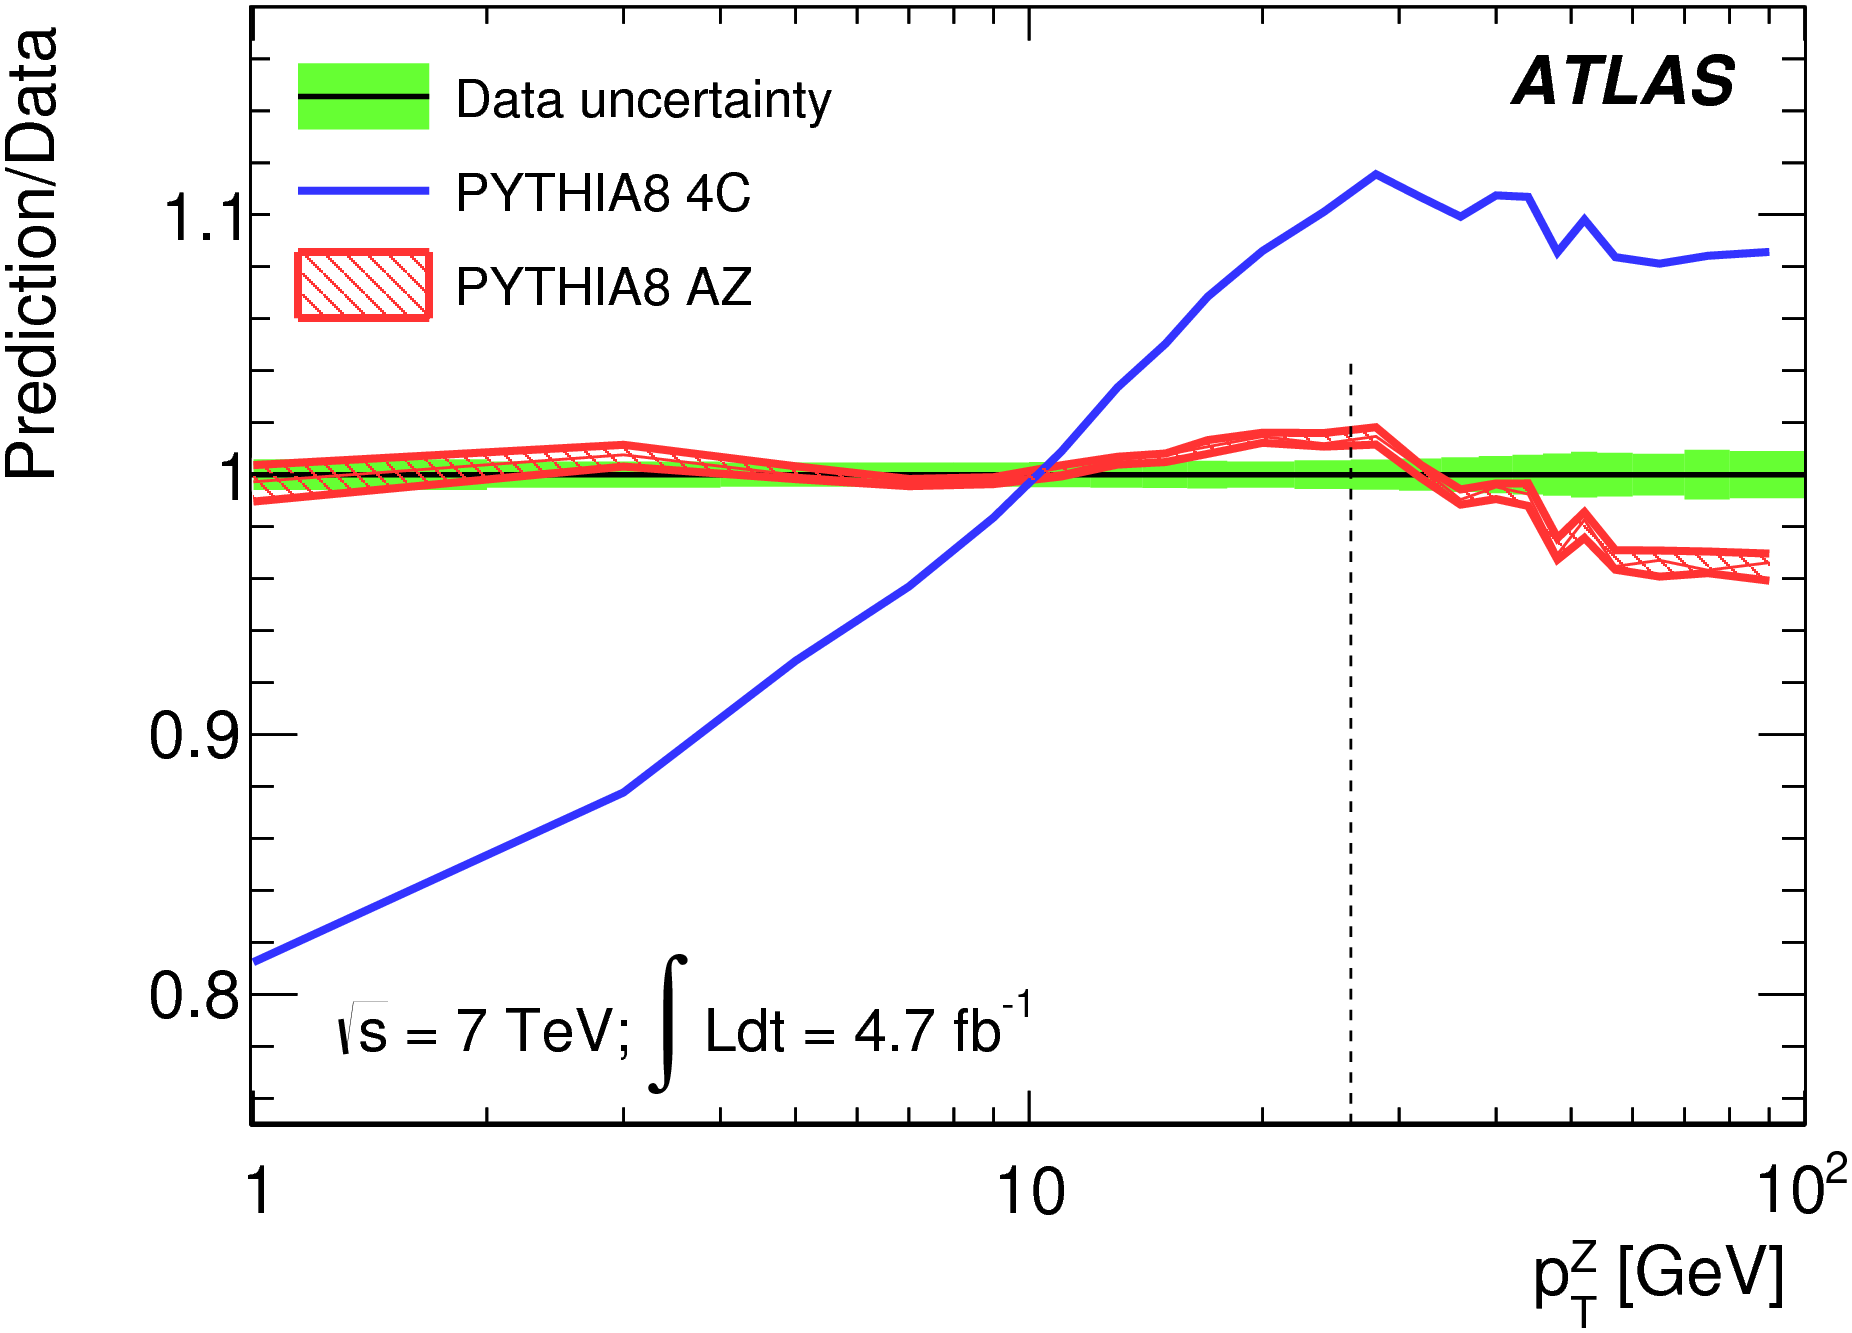 Prediction/Data
ATLAS
Data uncertainty
PYTHIA8 4C
PYTHIA8 AZ
1.1
1
0.9
0.8
√s = 7 TeV; ∫ Ldt = 4.7 fb⁻¹
1
10
10²
p_T^Z [GeV]